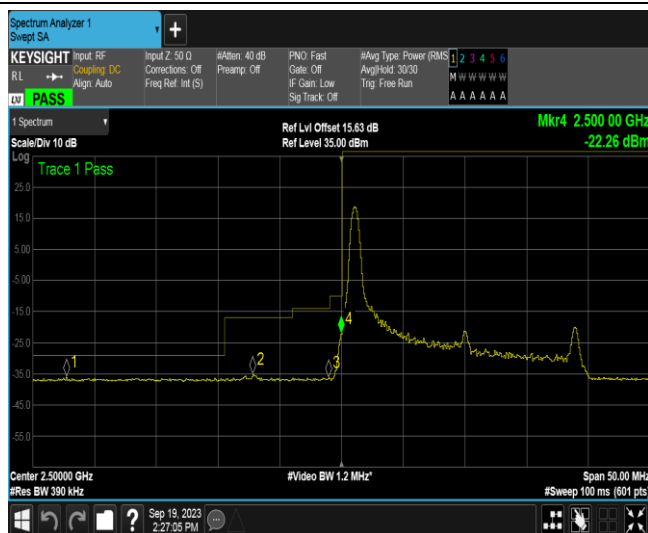 Spectrum Analyzer 1
Swept SA
+
KEYSIGHT
RL
Input: RF
Coupling: DC
Align: Auto
Input Z: 50 Ω
Corrections: Off
Freq Ref: Int (S)
#Atten: 40 dB
Preamp: Off
PNO: Fast
Gate: Off
IF Gain: Low
Sig Track: Off
#Avg Type: Power (RMS
Avg|Hold: 30/30
Trig: Free Run
1 2 3 4 5 6
M W W W W W
A A A A A A
LXI PASS
1 Spectrum
Scale/Div 10 dB
Ref Lvl Offset 15.63 dB
Ref Level 35.00 dBm
Mkr4 2.500 00 GHz
-22.26 dBm
Log
Trace 1 Pass
25.0
15.0
5.00
-5.00
-15.0
-25.0
-35.0
-45.0
-55.0
1
2
3
4
Center 2.50000 GHz
#Video BW 1.2 MHz*
Span 50.00 MHz
#Res BW 390 kHz
#Sweep 100 ms (601 pts)
?
Sep 19, 2023
2:27:05 PM